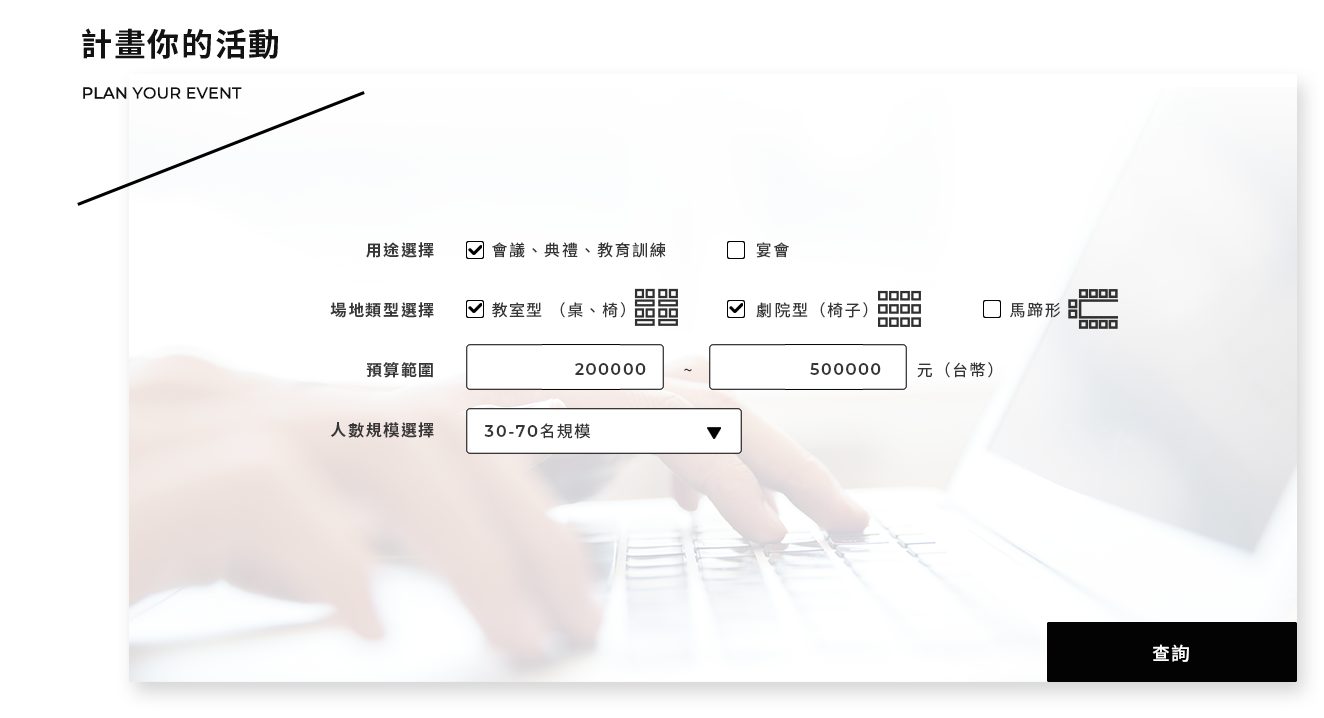 計畫你的活動
PLAN YOUR EVENT
用途選擇 會議、典禮、教育訓練 宴會
場地類型選擇 教室型 （桌、椅） 劇院型（椅子） 馬蹄形
預算範圍 200000 ~ 500000 元（台幣）
人數規模選擇 30-70名規模
查詢